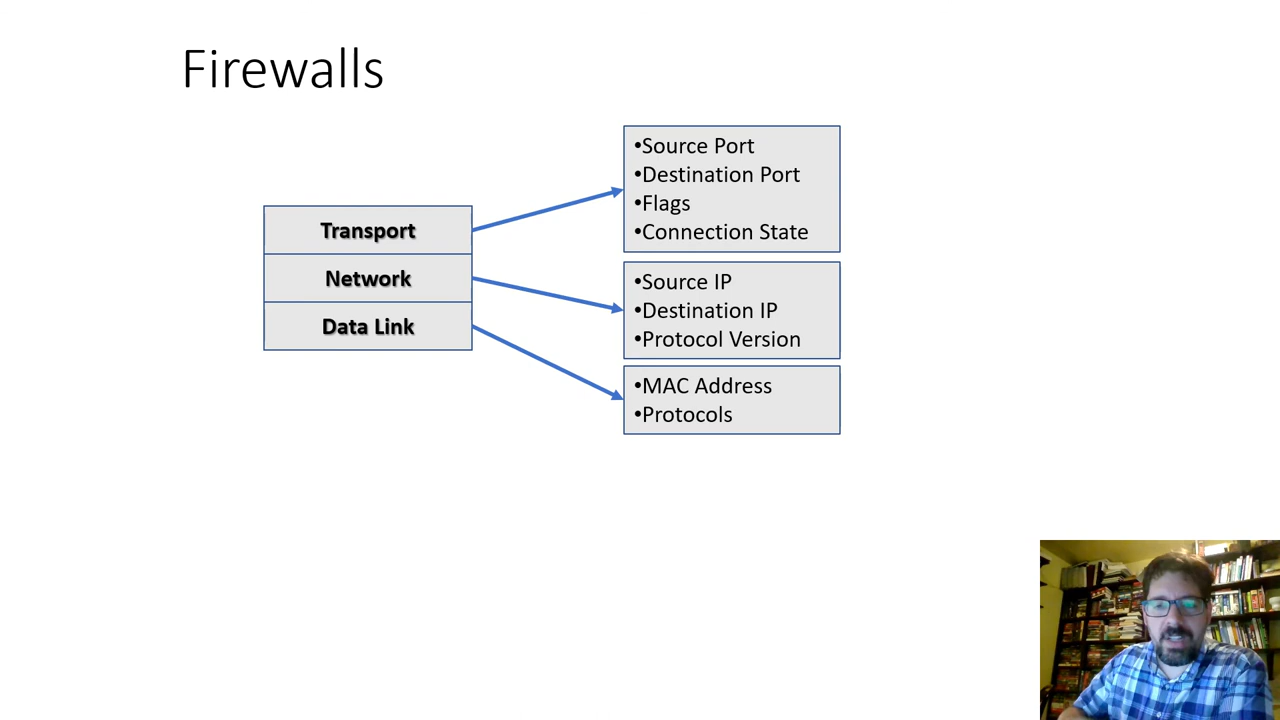 Firewalls
Transport
Network
Data Link
•Source Port
•Destination Port
•Flags
•Connection State
•Source IP
•Destination IP
•Protocol Version
•MAC Address
•Protocols